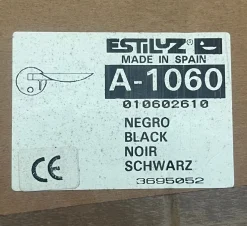 ESTILUZ®
MADE IN SPAIN
A-1060
010602610
NEGRO
BLACK
NOIR
SCHWARZ
CE
3695052